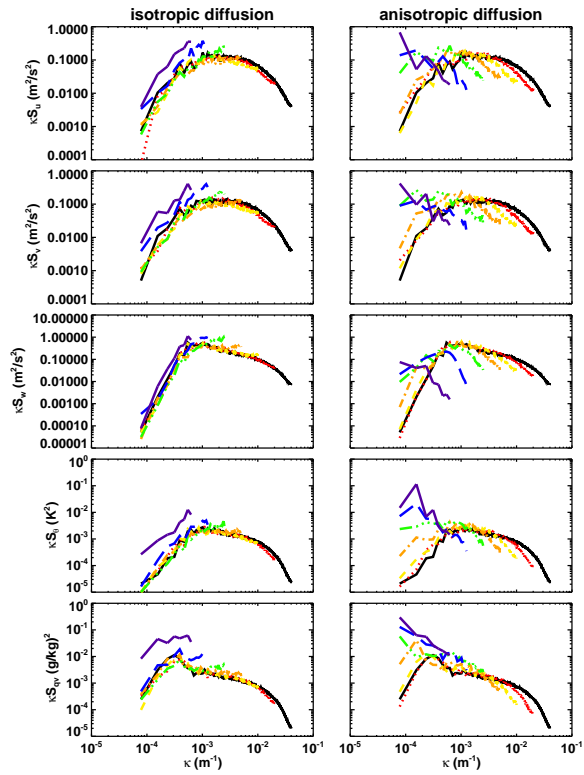 isotropic diffusion
anisotropic diffusion
κS_u (m²/s²)
1.0000
0.1000
0.0100
0.0010
0.0001
κS_v (m²/s²)
1.0000
0.1000
0.0100
0.0010
0.0001
κS_w (m²/s²)
10.00000
1.00000
0.10000
0.01000
0.00100
0.00010
0.00001
(K²)
10⁰
10⁻¹
10⁻²
10⁻³
10⁻⁴
10⁻⁵
κS_qv (g/kg)²
10⁰
10⁻¹
10⁻²
10⁻³
10⁻⁴
10⁻⁵
10⁻⁵ 10⁻⁴ 10⁻³ 10⁻² 10⁻¹
10⁻⁵ 10⁻⁴ 10⁻³ 10⁻² 10⁻¹
κ (m⁻¹)
κ (m⁻¹)